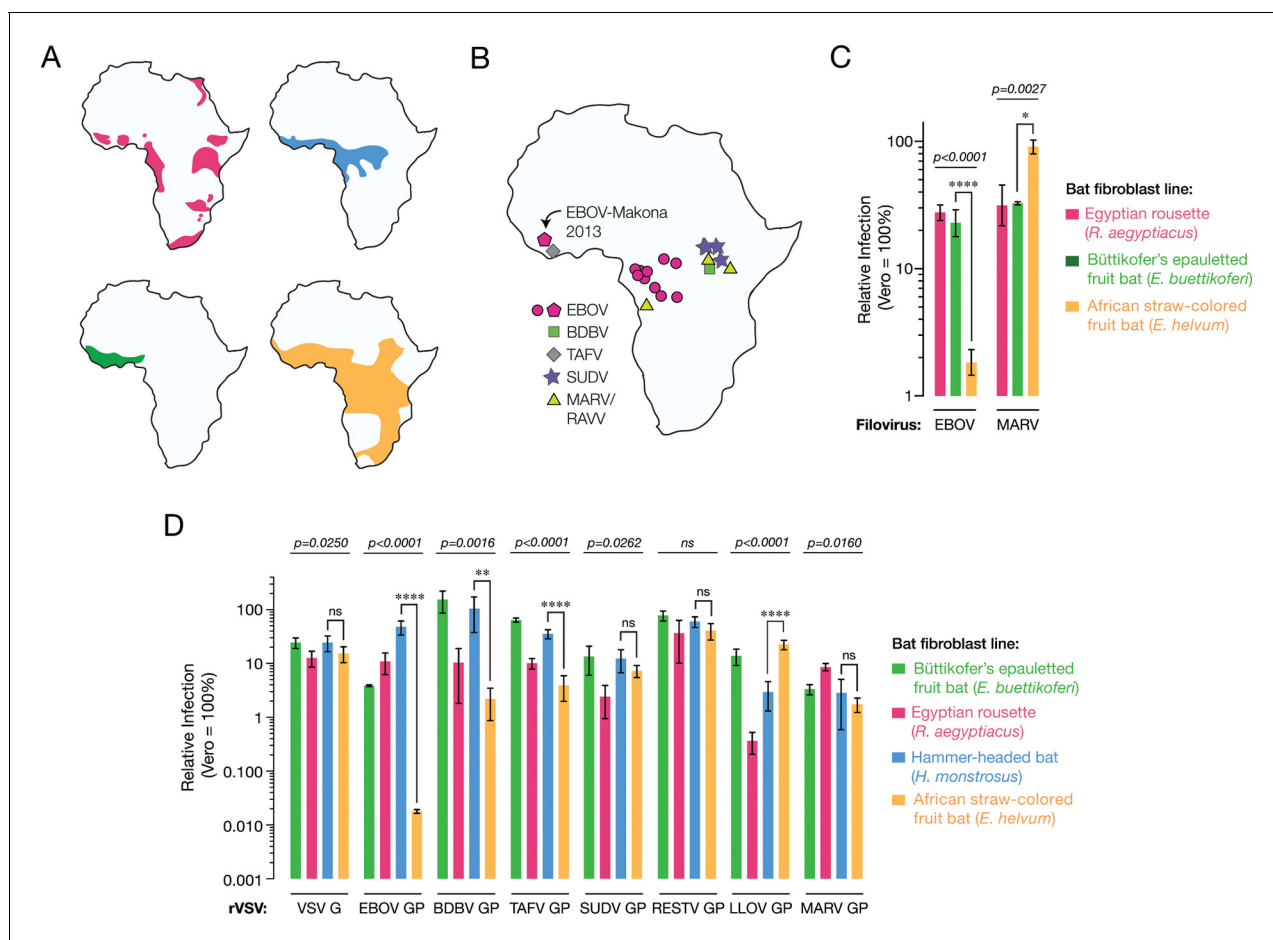 A
B
EBOV-Makona
2013
EBOV
BDBV
TAFV
SUDV
MARV/
RAVV
C
p=0.0027
*
p<0.0001
****
100
10
1
Relative Infection
(Vero = 100%)
Filovirus: EBOV MARV
Bat fibroblast line:
Egyptian rousette
(R. aegyptiacus)
Büttikofer's epauletted
fruit bat (E. buettikoferi)
African straw-colored
fruit bat (E. helvum)
D
p=0.0250 p<0.0001 p=0.0016 p<0.0001 p=0.0262 ns p<0.0001 p=0.0160
ns **** ** **** ns ns **** ns
100
10
1
0.100
0.010
0.001
Relative Infection
(Vero = 100%)
rVSV: VSV G EBOV GP BDBV GP TAFV GP SUDV GP RESTV GP LLOV GP MARV GP
Bat fibroblast line:
Büttikofer's epauletted
fruit bat (E. buettikoferi)
Egyptian rousette
(R. aegyptiacus)
Hammer-headed bat
(H. monstrosus)
African straw-colored
fruit bat (E. helvum)